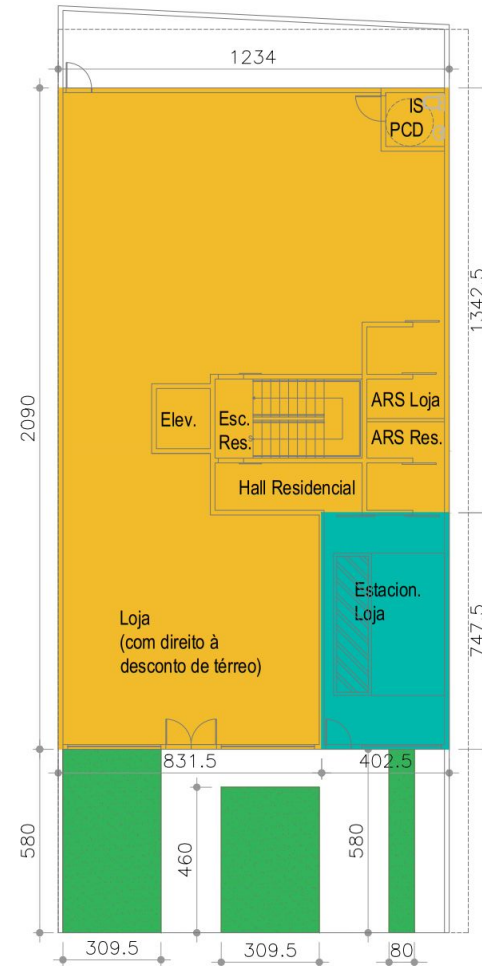 1234
IS
PCD
1342.5
2090
Elev.
Esc.
Res.
ARS Loja
ARS Res.
Hall Residencial
Estacion.
Loja
Loja
(com direito à
desconto de térreo)
747.5
831.5
402.5
580
460
580
309.5
309.5
80